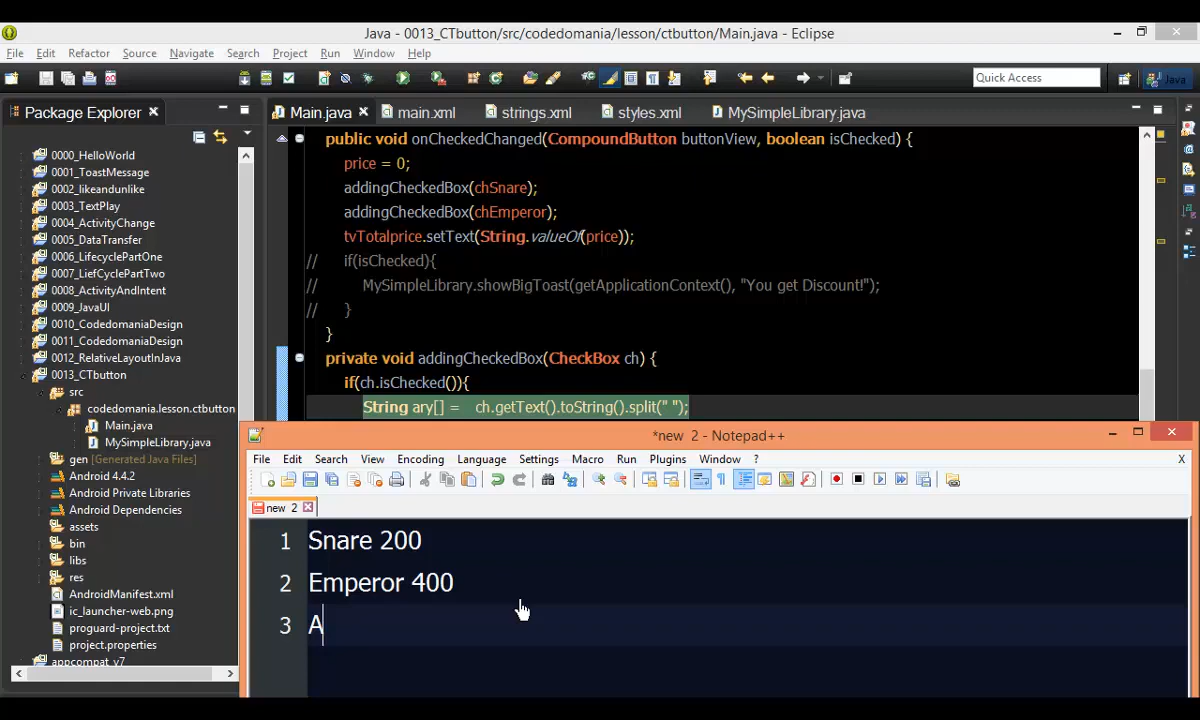 Java - 0013_CTbutton/src/codedomania/lesson/ctbutton/Main.java - Eclipse
File Edit Refactor Source Navigate Search Project Run Window Help
Quick Access
Java
Package Explorer
Main.java main.xml strings.xml styles.xml MySimpleLibrary.java
0000_HelloWorld
0001_ToastMessage
0002_likeandunlike
0003_TextPlay
0004_ActivityChange
0005_DataTransfer
0006_LifecyclePartOne
0007_LiefCyclePartTwo
0008_ActivityAndIntent
0009_JavaUI
0010_CodedomaniaDesign
0011_CodedomaniaDesign
0012_RelativeLayoutInJava
0013_CTbutton
src
codedomania.lesson.ctbutton
Main.java
MySimpleLibrary.java
gen [Generated Java Files]
Android 4.4.2
Android Private Libraries
Android Dependencies
assets
bin
libs
res
AndroidManifest.xml
ic_launcher-web.png
proguard-project.txt
project.properties
appcompat_v7
public void onCheckedChanged(CompoundButton buttonView, boolean isChecked) {
price = 0;
addingCheckedBox(chSnare);
addingCheckedBox(chEmperor);
tvTotalprice.setText(String.valueOf(price));
// if(isChecked){
// MySimpleLibrary.showBigToast(getApplicationContext(), "You get Discount!");
// }
}
private void addingCheckedBox(CheckBox ch) {
if(ch.isChecked()){
String ary[] = ch.getText().toString().split(" ");
*new 2 - Notepad++
File Edit Search View Encoding Language Settings Macro Run Plugins Window ? X
new 2
1 Snare 200
2 Emperor 400
3 A